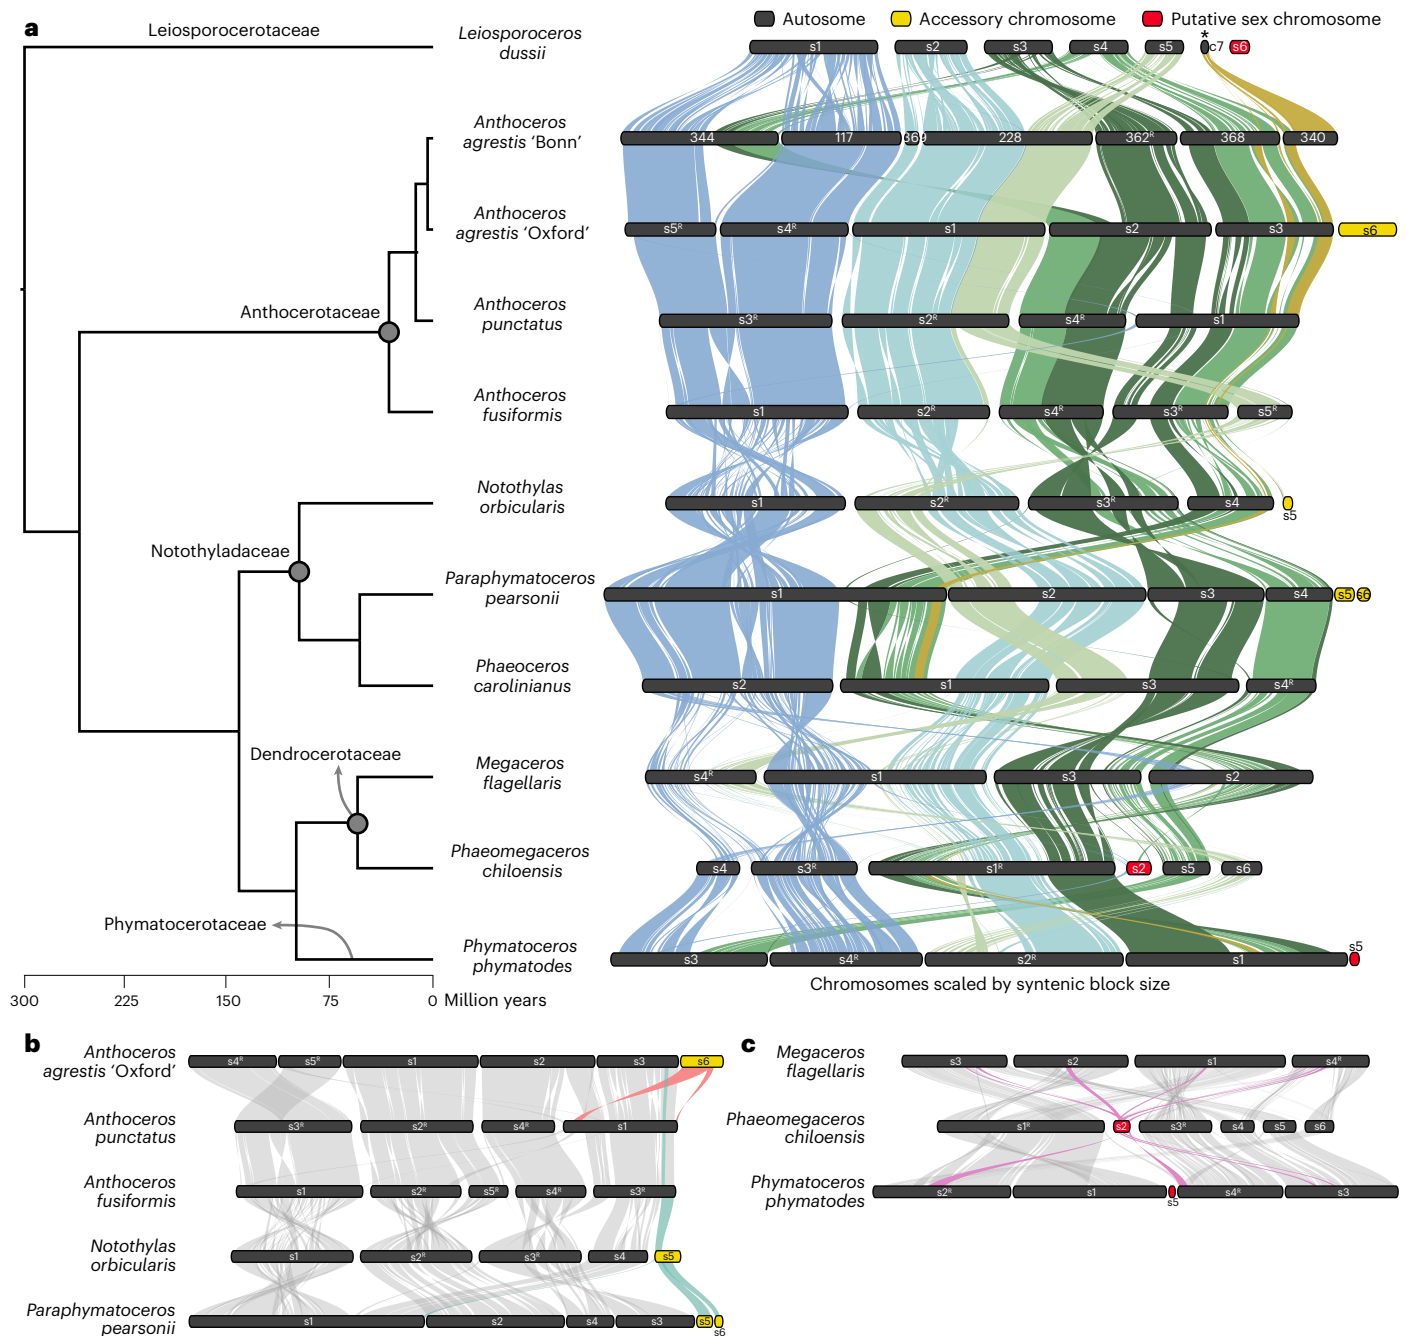 a
Autosome Accessory chromosome Putative sex chromosome
Leiosporocerotaceae
Leiosporoceros
dussii
s1 s2 s3 s4 s5 * c7 s6
Anthoceros
agrestis ‘Bonn’
344 117 369 228 362R 368 340
Anthoceros
agrestis ‘Oxford’
s5R s4R s1 s2 s3 s6
Anthocerotaceae
Anthoceros
punctatus
s3R s2R s4R s1
Anthoceros
fusiformis
s1 s2R s4R s3R s5R
Notothylas
orbicularis
s1 s2R s3R s4 s5
Notothyladaceae
Paraphymatoceros
pearsonii
s1 s2 s3 s4 s5 s6
Phaeoceros
carolinianus
s2 s1 s3 s4R
Dendrocerotaceae
Megaceros
flagellaris
s4R s1 s3 s2
Phaeomegaceros
chiloensis
s4 s3R s1R s2 s5 s6
Phymatocerotaceae
Phymatoceros
phymatodes
s3 s4R s2R s1 s5
300 225 150 75 0 Million years
Chromosomes scaled by syntenic block size
b
Anthoceros
agrestis ‘Oxford’
s4R s5R s1 s2 s3 s6
Anthoceros
punctatus
s3R s2R s4R s1
Anthoceros
fusiformis
s1 s2R s5R s4R s3R
Notothylas
orbicularis
s1 s2R s3R s4 s5
Paraphymatoceros
pearsonii
s1 s2 s4 s3 s5 s6
c
Megaceros
flagellaris
s3 s2 s1 s4R
Phaeomegaceros
chiloensis
s1R s2 s3R s4 s5 s6
Phymatoceros
phymatodes
s2R s1 s5 s4R s3